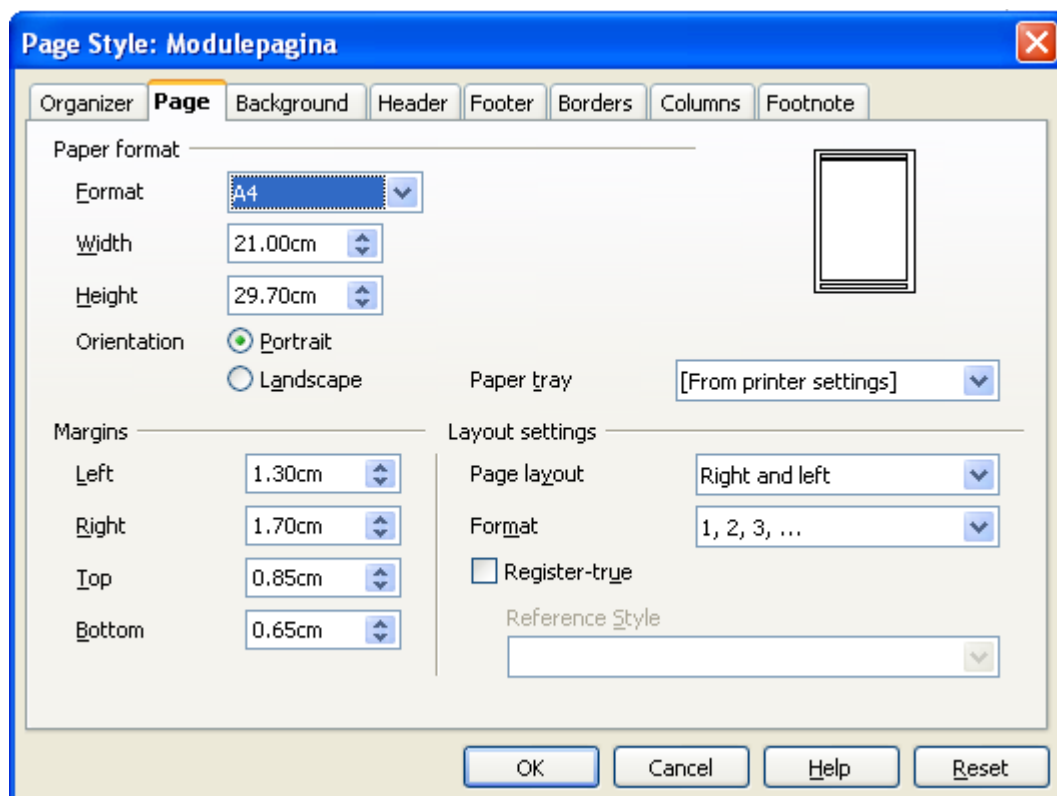 Page Style: Modulepagina
Organizer Page Background Header Footer Borders Columns Footnote
Paper format
Format A4
Width 21.00cm
Height 29.70cm
Orientation Portrait
Landscape Paper tray [From printer settings]
Margins Layout settings
Left 1.30cm Page layout Right and left
Right 1.70cm Format 1, 2, 3, ...
Top 0.85cm Register-true
Bottom 0.65cm Reference Style
OK Cancel Help Reset